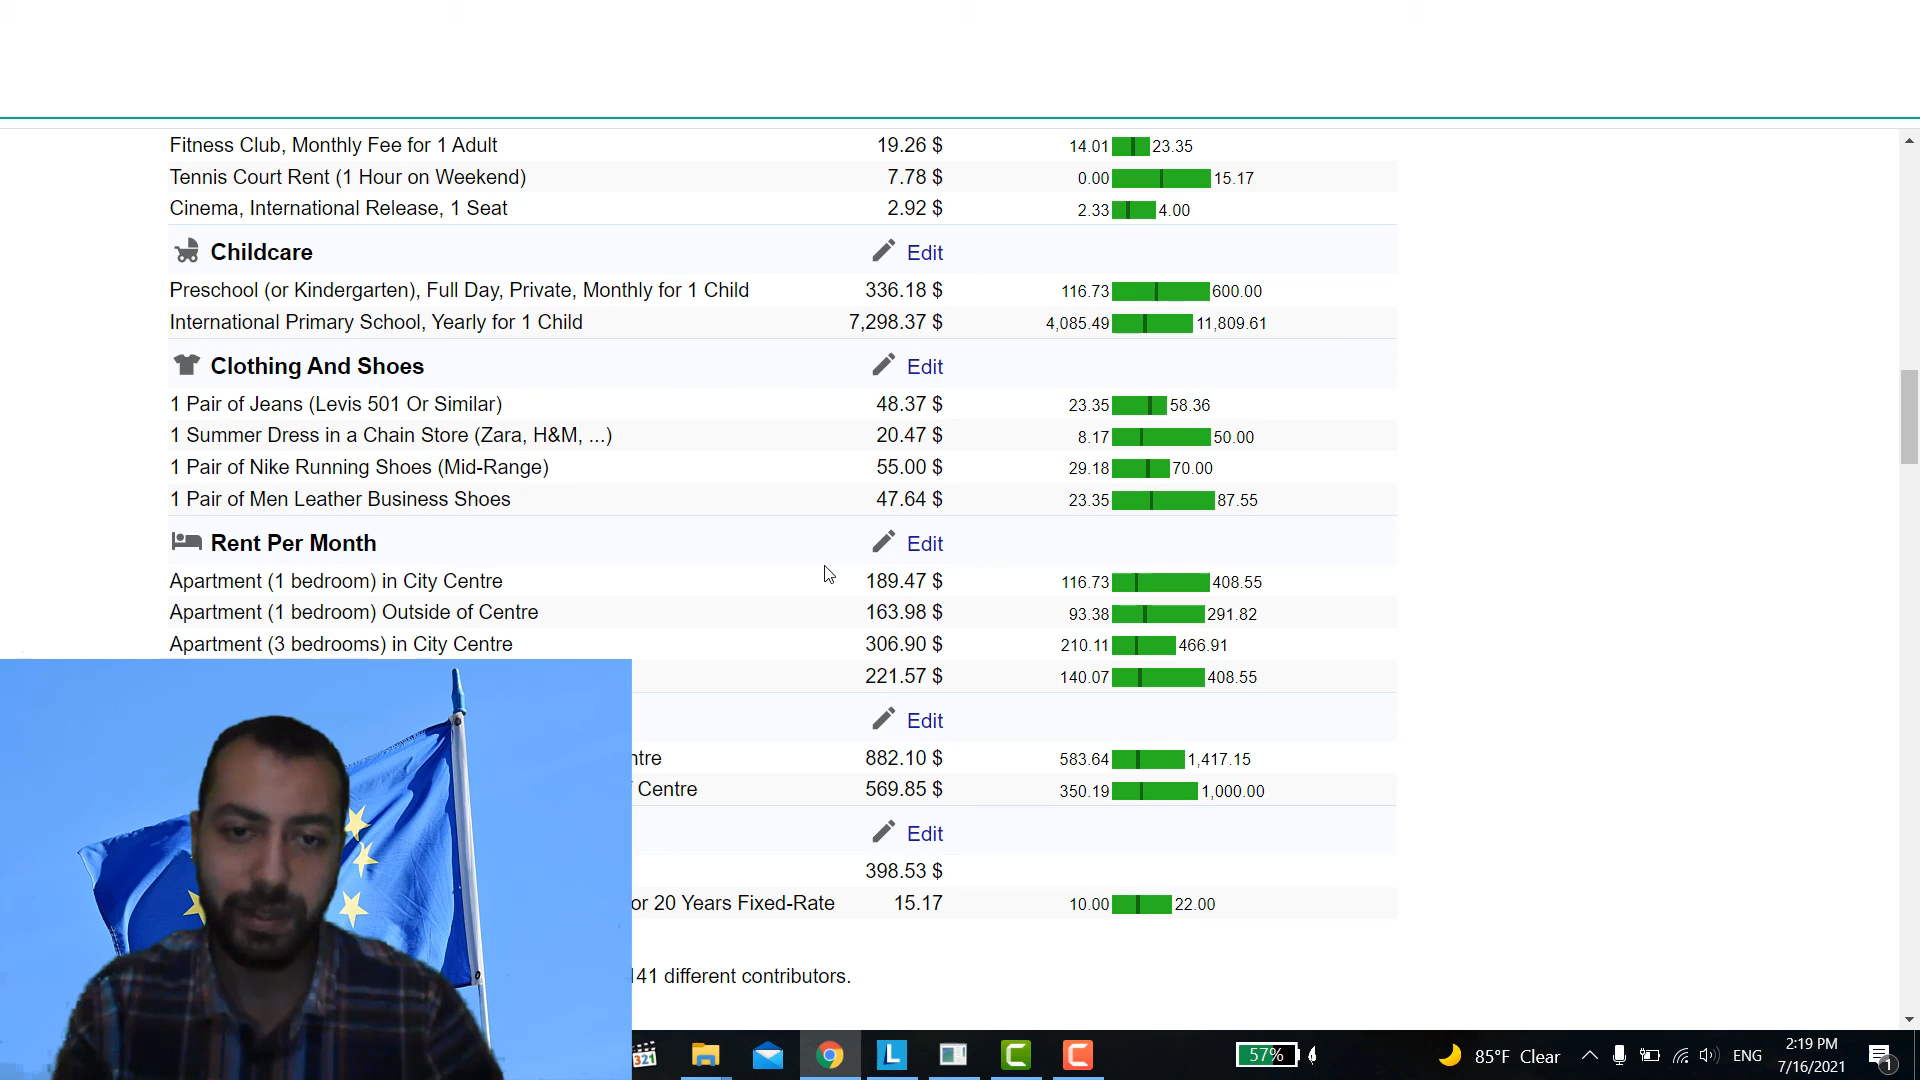 Fitness Club, Monthly Fee for 1 Adult 19.26 $ 14.01 23.35
Tennis Court Rent (1 Hour on Weekend) 7.78 $ 0.00 15.17
Cinema, International Release, 1 Seat 2.92 $ 2.33 4.00
Childcare Edit
Preschool (or Kindergarten), Full Day, Private, Monthly for 1 Child 336.18 $ 116.73 600.00
International Primary School, Yearly for 1 Child 7,298.37 $ 4,085.49 11,809.61
Clothing And Shoes Edit
1 Pair of Jeans (Levis 501 Or Similar) 48.37 $ 23.35 58.36
1 Summer Dress in a Chain Store (Zara, H&M, ...) 20.47 $ 8.17 50.00
1 Pair of Nike Running Shoes (Mid-Range) 55.00 $ 29.18 70.00
1 Pair of Men Leather Business Shoes 47.64 $ 23.35 87.55
Rent Per Month Edit
Apartment (1 bedroom) in City Centre 189.47 $ 116.73 408.55
Apartment (1 bedroom) Outside of Centre 163.98 $ 93.38 291.82
Apartment (3 bedrooms) in City Centre 306.90 $ 210.11 466.91
221.57 $ 140.07 408.55
Edit
ntre 882.10 $ 583.64 1,417.15
Centre 569.85 $ 350.19 1,000.00
Edit
398.53 $
or 20 Years Fixed-Rate 15.17 10.00 22.00
141 different contributors.
321 L C C 57% 85°F Clear ENG 2:19 PM
7/16/2021 1